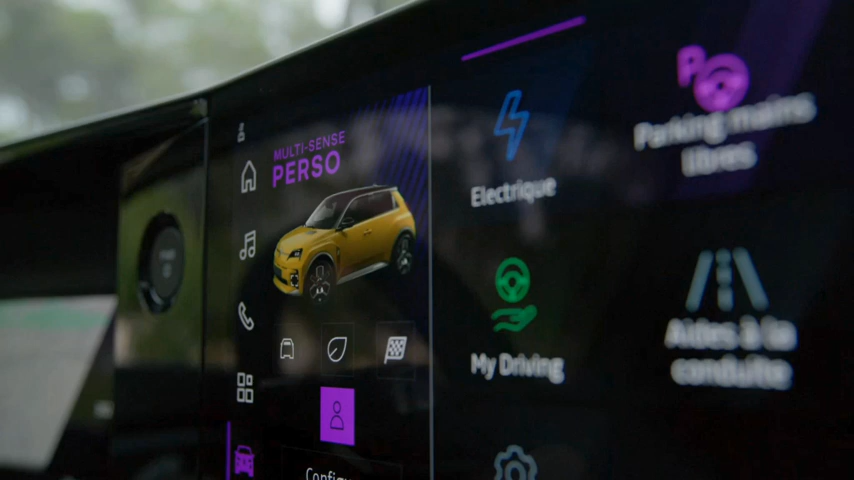 MULTI-SENSE
PERSO
Electrique
Parking mains
libres
My Driving
Aides à la
conduite